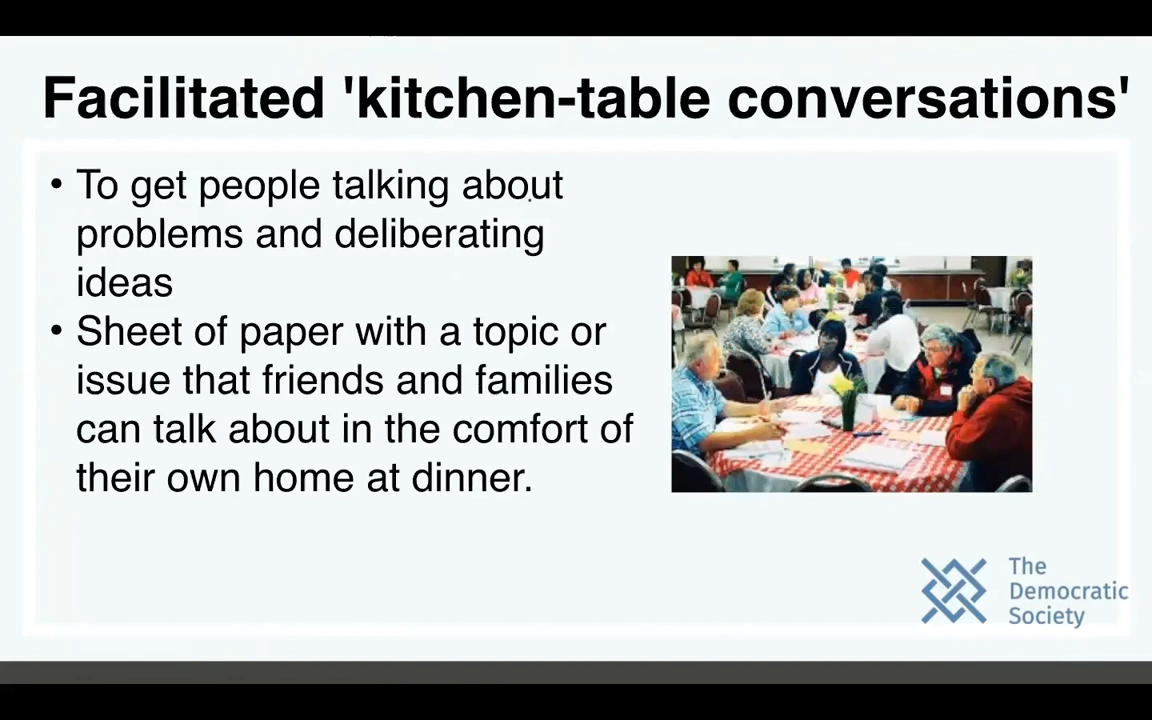 Facilitated 'kitchen-table conversations'
• To get people talking about
problems and deliberating
ideas
• Sheet of paper with a topic or
issue that friends and families
can talk about in the comfort of
their own home at dinner.
The
Democratic
Society